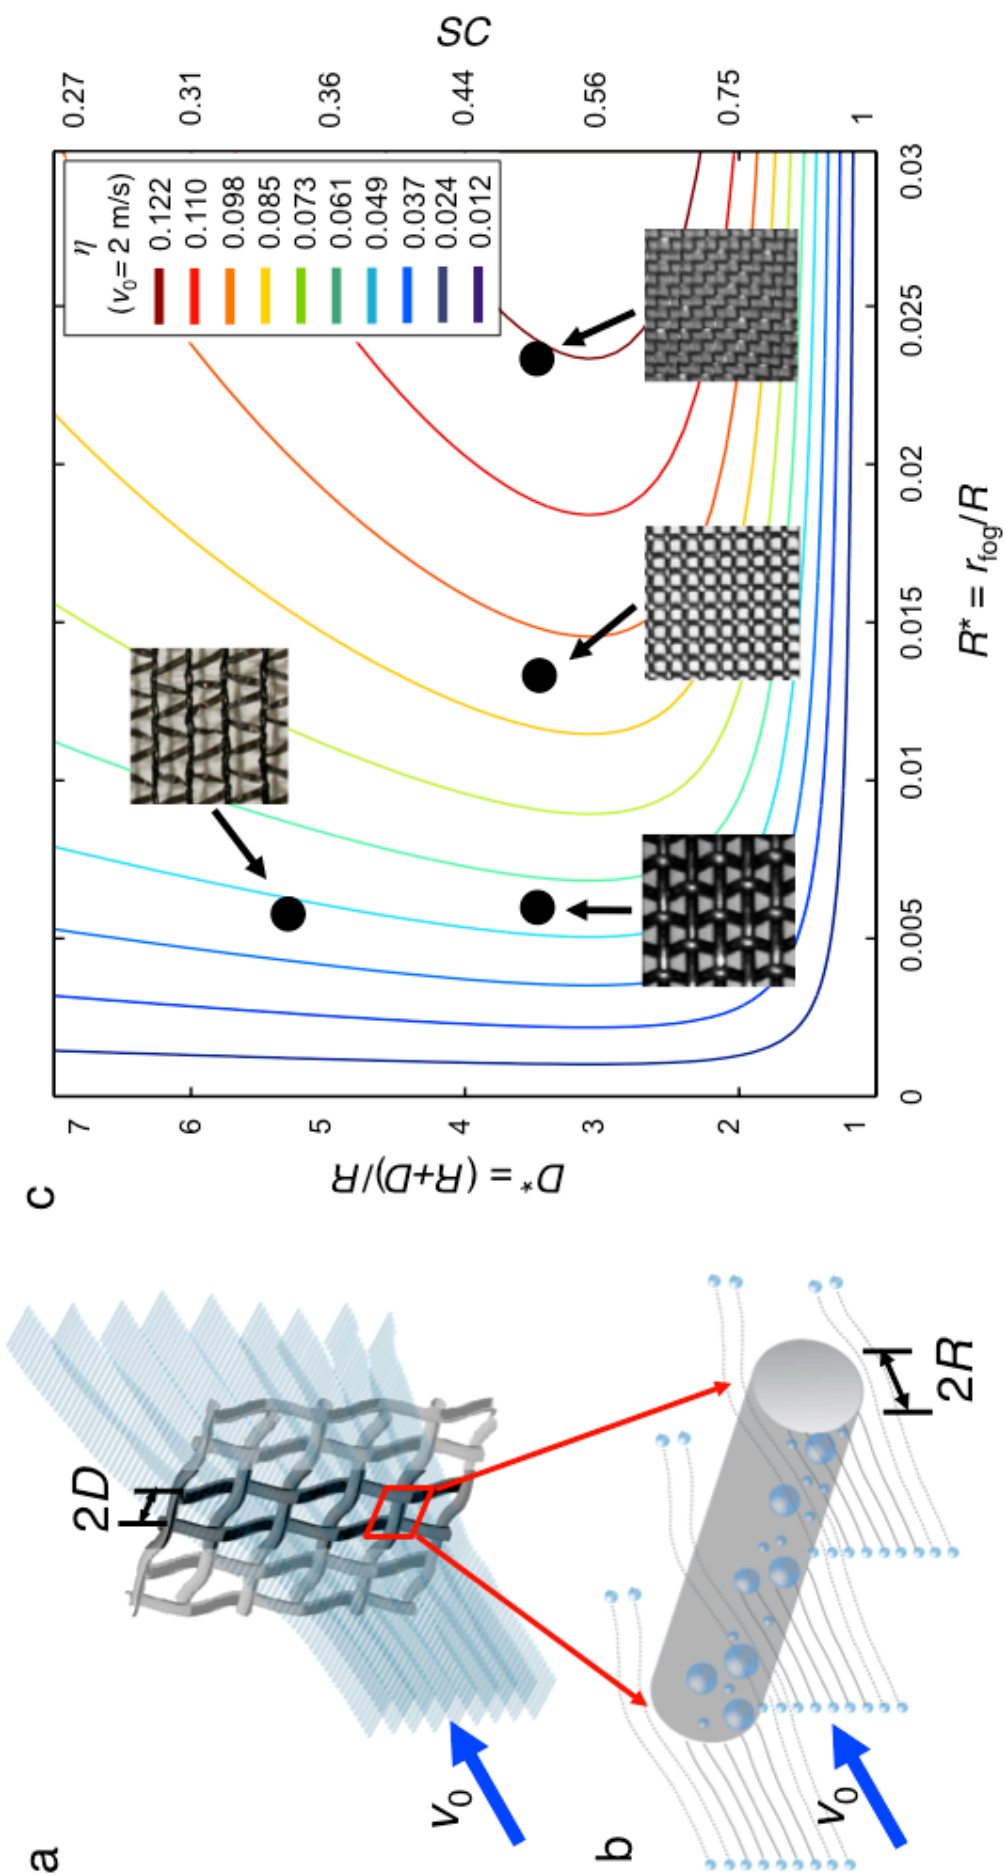 a
2D
v0
b
v0
2R
c
D* = (R+D)/R
7
6
5
4
3
2
1
0
0.005
0.01
0.015
0.02
0.025
0.03
R* = rfog/R
SC
0.27
0.31
0.36
0.44
0.56
0.75
1
η
(v0= 2 m/s)
0.122
0.110
0.098
0.085
0.073
0.061
0.049
0.037
0.024
0.012